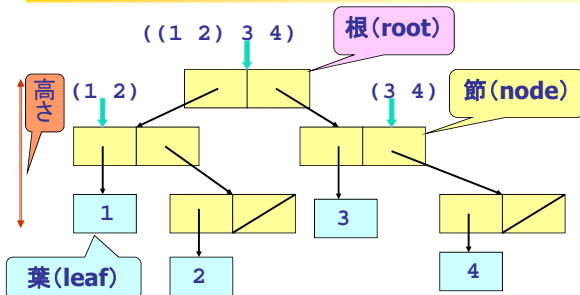 ((1 2) 3 4)
根(root)
高さ
(1 2)
(3 4)
節(node)
1
3
葉(leaf)
2
4